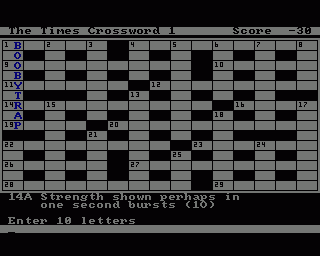 The Times Crossword 1 Score -30
1 B 2 3 4 5 6 7 8
O
9 O 10
B
11 Y 12
T 13
14 R 15 16 17
A 18
19 P 20
21
22 23 24
25
26 27
28 29
14A Strength shown perhaps in
one second bursts (10)
Enter 10 letters